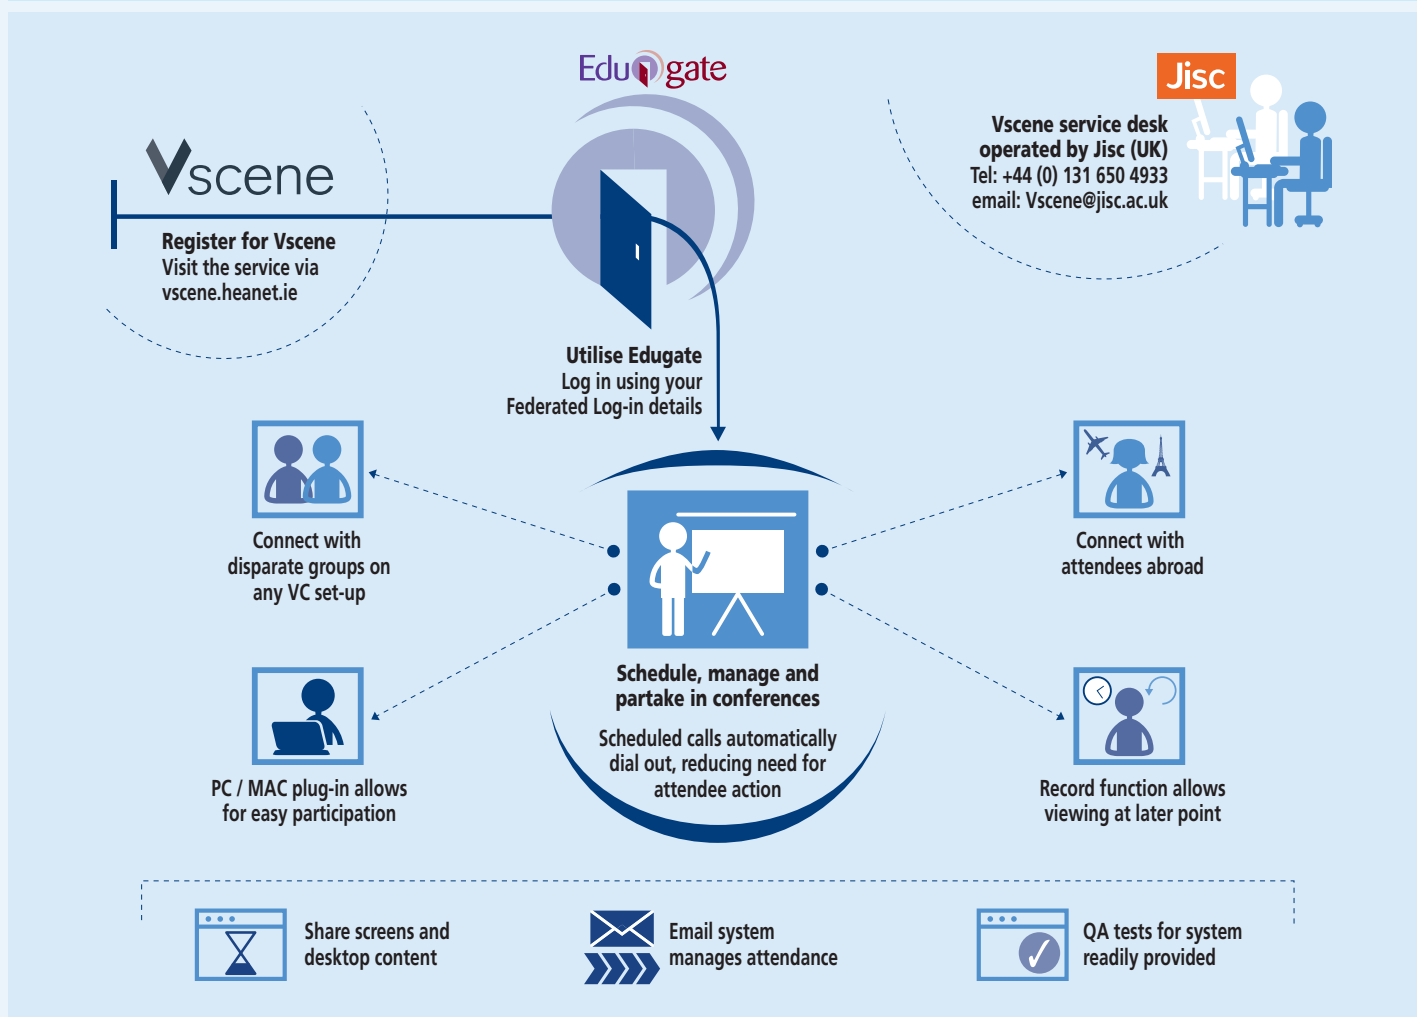 Edugate
Jisc
Vscene
Vscene service desk
operated by Jisc (UK)
Tel: +44 (0) 131 650 4933
email: Vscene@jisc.ac.uk
Register for Vscene
Visit the service via
vscene.heanet.ie
Utilise Edugate
Log in using your
Federated Log-in details
Connect with
disparate groups on
any VC set-up
Connect with
attendees abroad
Schedule, manage and
partake in conferences
Scheduled calls automatically
dial out, reducing need for
attendee action
PC / MAC plug-in allows
for easy participation
Record function allows
viewing at later point
Share screens and
desktop content
Email system
manages attendance
QA tests for system
readily provided